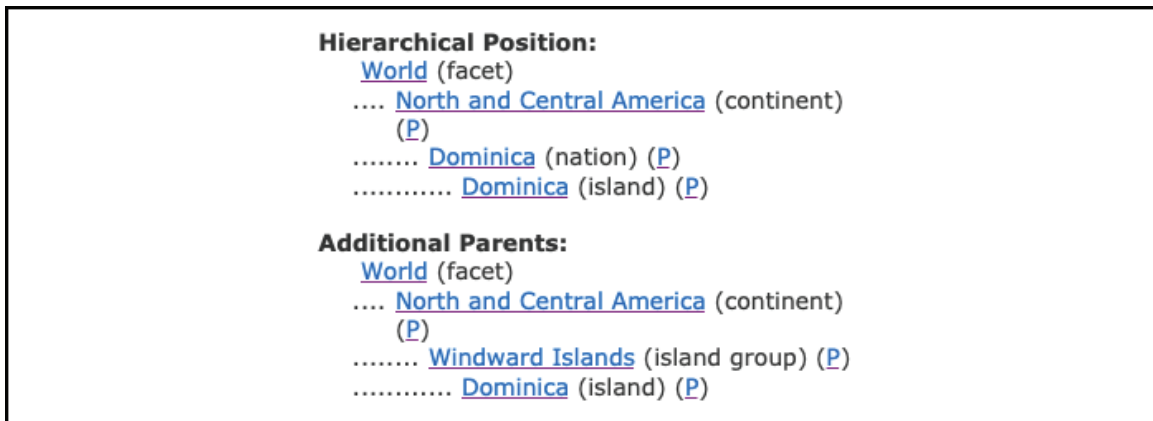 Hierarchical Position:
World (facet)
.... North and Central America (continent)
(P)
........ Dominica (nation) (P)
............ Dominica (island) (P)
Additional Parents:
World (facet)
.... North and Central America (continent)
(P)
........ Windward Islands (island group) (P)
............ Dominica (island) (P)